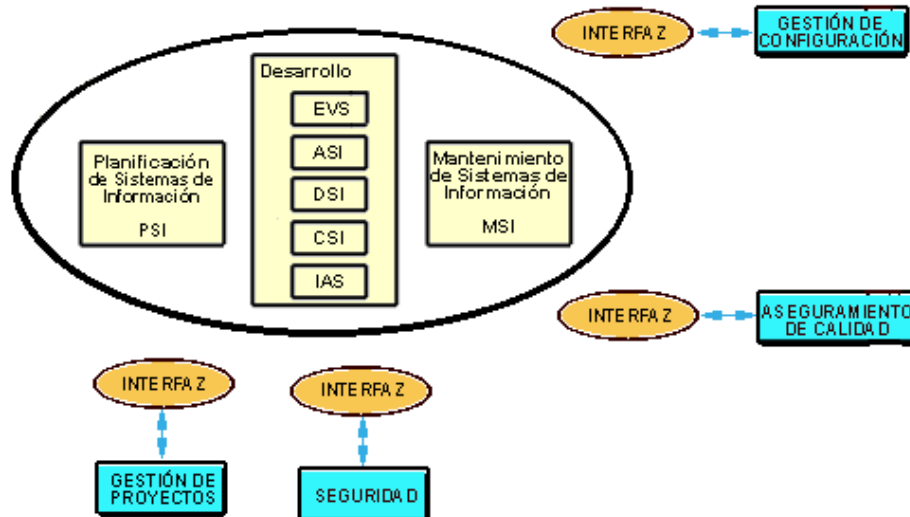 INTERFAZ
GESTIÓN DE
CONFIGURACIÓN
Desarrollo
EVS
ASI
DSI
CSI
IAS
Planificación
de Sistemas de
Información
PSI
Mantenimiento
de Sistemas de
Información
MSI
INTERFAZ
ASEGURAMIENTO
DE CALIDAD
INTERFAZ
INTERFAZ
GESTIÓN DE
PROYECTOS
SEGURIDAD